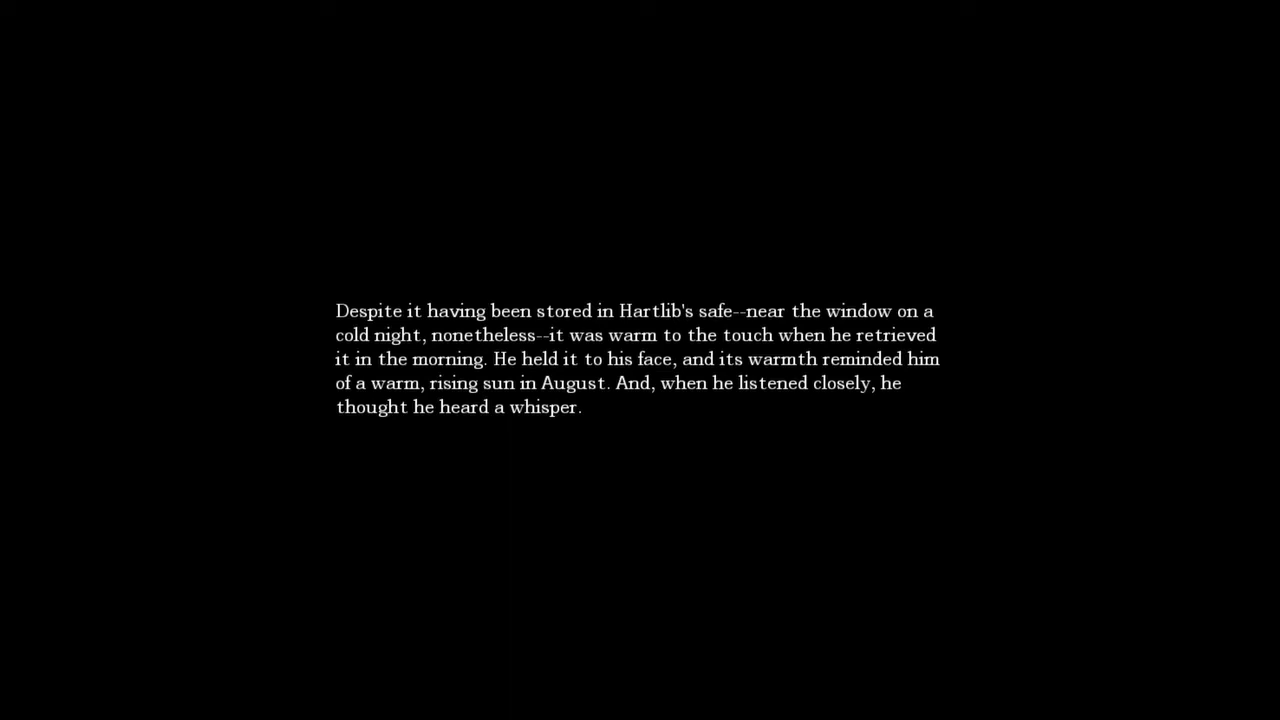 Despite it having been stored in Hartlib's safe--near the window on a
cold night, nonetheless--it was warm to the touch when he retrieved
it in the morning. He held it to his face, and its warmth reminded him
of a warm, rising sun in August. And, when he listened closely, he
thought he heard a whisper.